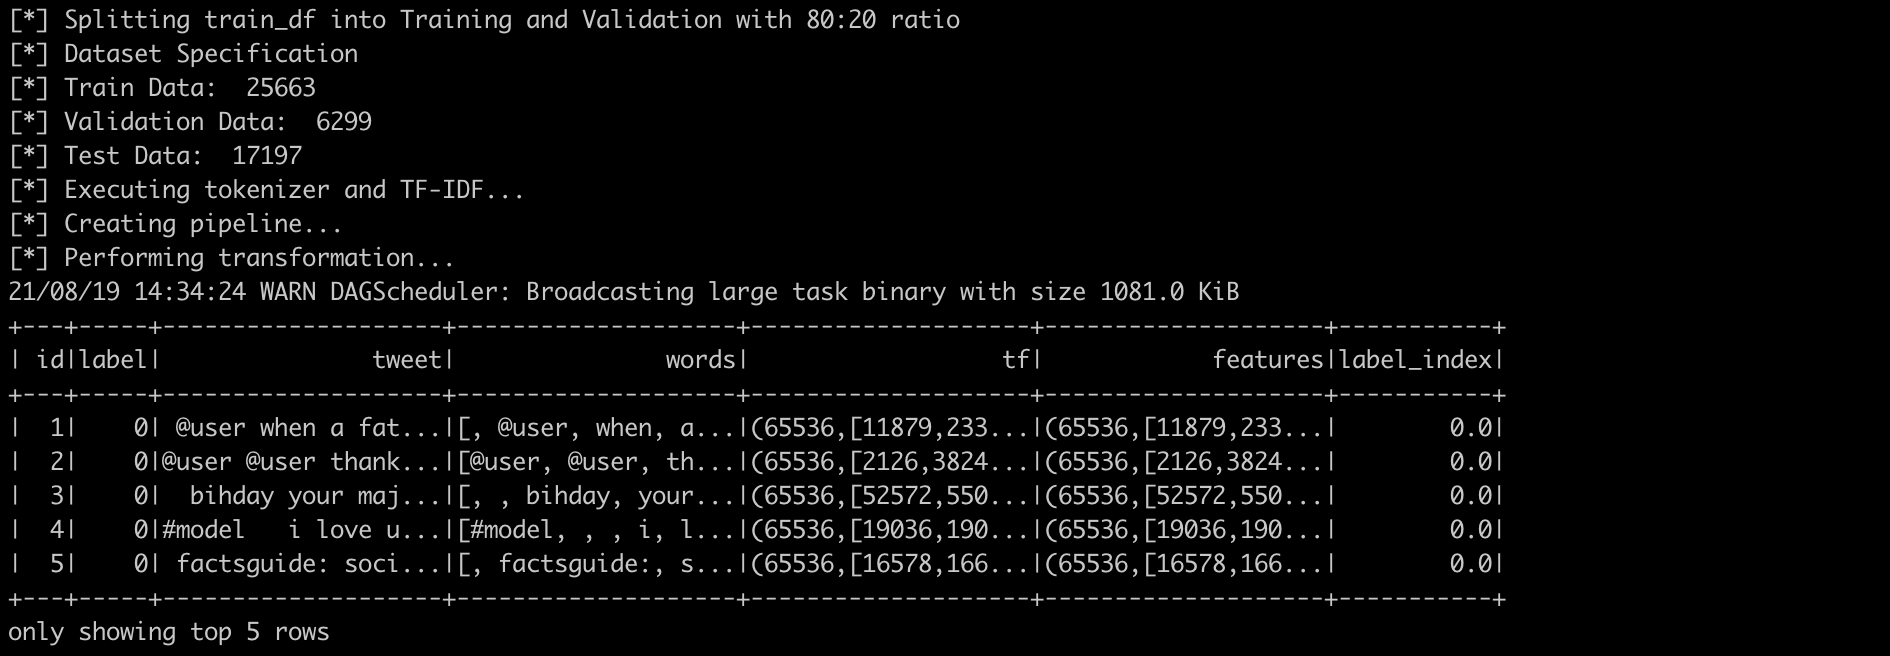 [*] Splitting train_df into Training and Validation with 80:20 ratio
[*] Dataset Specification
[*] Train Data:  25663
[*] Validation Data:  6299
[*] Test Data:  17197
[*] Executing tokenizer and TF-IDF...
[*] Creating pipeline...
[*] Performing transformation...
21/08/19 14:34:24 WARN DAGScheduler: Broadcasting large task binary with size 1081.0 KiB
+---+-----+--------------------+--------------------+--------------------+--------------------+-----------+
| id|label|               tweet|               words|                  tf|            features|label_index|
+---+-----+--------------------+--------------------+--------------------+--------------------+-----------+
|  1|    0| @user when a fat...|[, @user, when, a...|(65536,[11879,233...|(65536,[11879,233...|        0.0|
|  2|    0|@user @user thank...|[@user, @user, th...|(65536,[2126,3824...|(65536,[2126,3824...|        0.0|
|  3|    0|  bihday your maj...|[, , bihday, your...|(65536,[52572,550...|(65536,[52572,550...|        0.0|
|  4|    0|#model   i love u...|[#model, , , i, l...|(65536,[19036,190...|(65536,[19036,190...|        0.0|
|  5|    0| factsguide: soci...|[, factsguide:, s...|(65536,[16578,166...|(65536,[16578,166...|        0.0|
+---+-----+--------------------+--------------------+--------------------+--------------------+-----------+
only showing top 5 rows